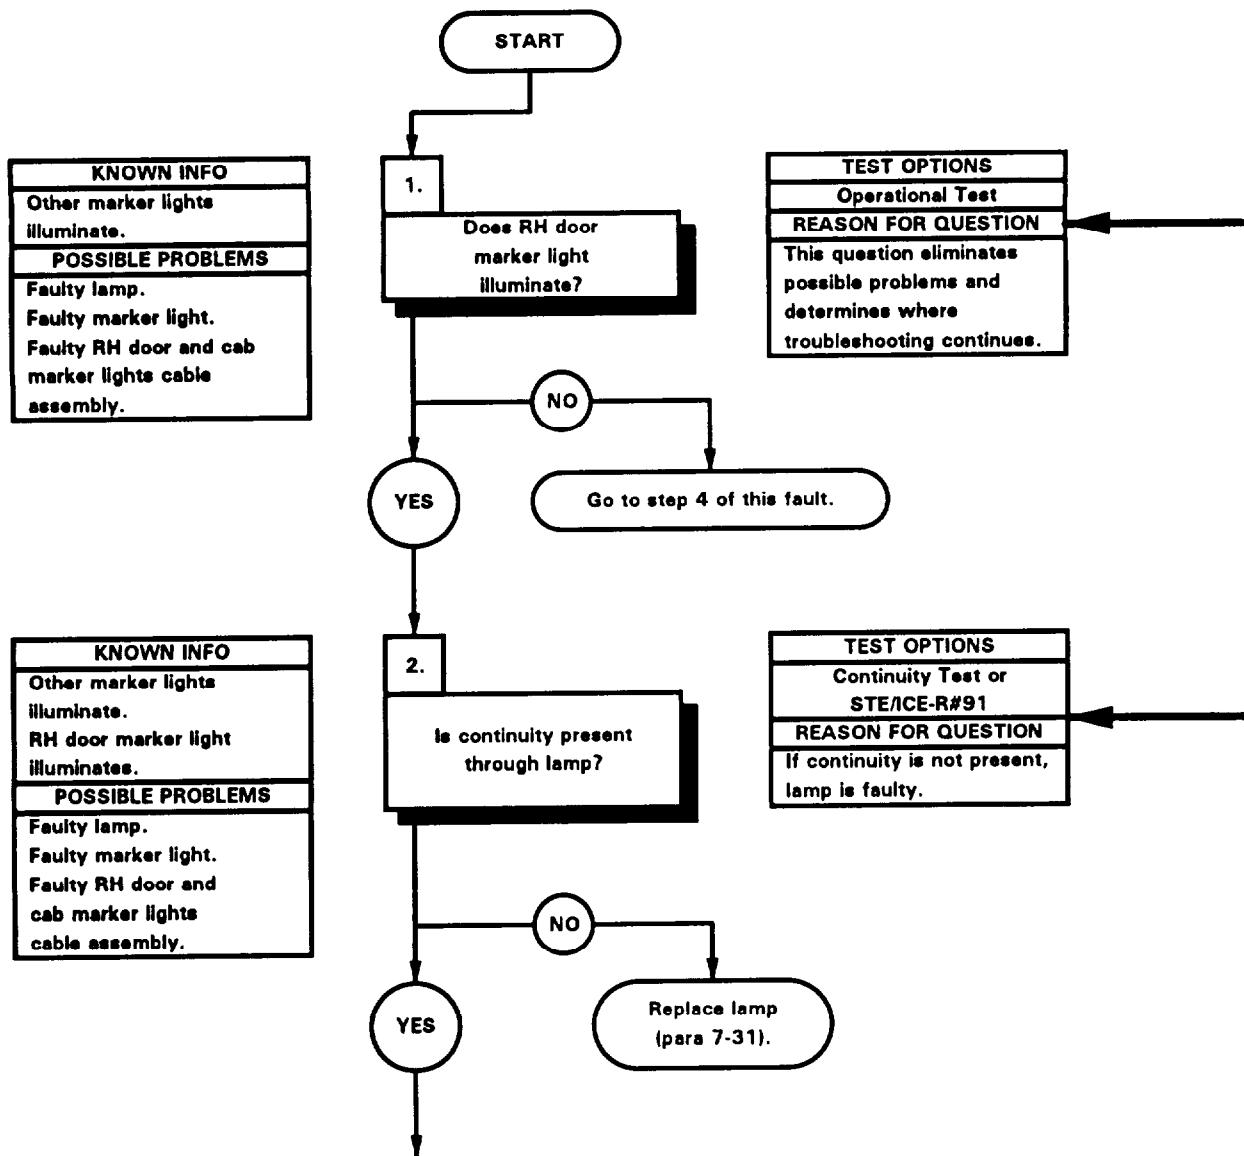 START
KNOWN INFO
Other marker lights
illuminate.
POSSIBLE PROBLEMS
Faulty lamp.
Faulty marker light.
Faulty RH door and cab
marker lights cable
assembly.
1.
Does RH door
marker light
illuminate?
TEST OPTIONS
Operational Test
REASON FOR QUESTION
This question eliminates
possible problems and
determines where
troubleshooting continues.
NO
YES
Go to step 4 of this fault.
KNOWN INFO
Other marker lights
illuminate.
RH door marker light
illuminates.
POSSIBLE PROBLEMS
Faulty lamp.
Faulty marker light.
Faulty RH door and
cab marker lights
cable assembly.
2.
Is continuity present
through lamp?
TEST OPTIONS
Continuity Test or
STE/ICE-R#91
REASON FOR QUESTION
If continuity is not present,
lamp is faulty.
NO
YES
Replace lamp
(para 7-31).